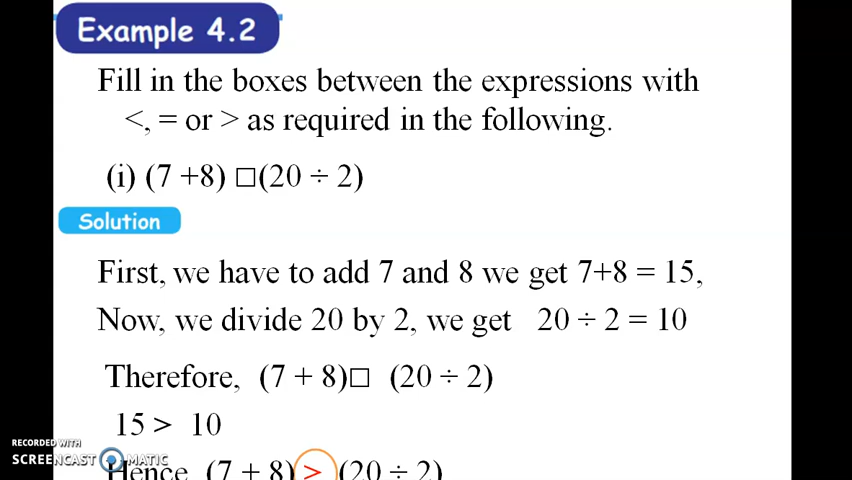 Example 4.2
Fill in the boxes between the expressions with
<, = or > as required in the following.
(i) (7 +8) □(20 ÷ 2)
Solution
First, we have to add 7 and 8 we get 7+8 = 15,
Now, we divide 20 by 2, we get 20 ÷ 2 = 10
Therefore, (7 + 8)□ (20 ÷ 2)
15 > 10
RECORDED WITH
SCREENCAST MATIC
Hence (7 + 8) > (20 ÷ 2)